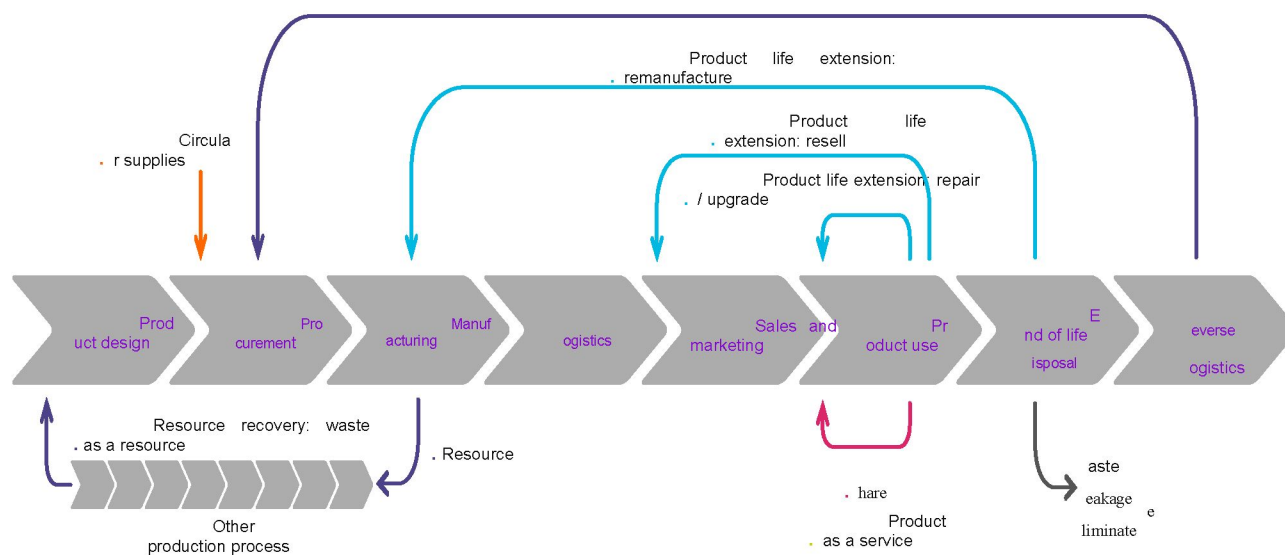 Product life extension:
. remanufacture
Product life
. extension: resell
Circula
. r supplies
Product life extension: repair
. / upgrade
Prod
uct design
Pro
curement
Manuf
acturing
ogistics
Sales and
marketing
Pr
oduct use
E
nd of life
isposal
everse
ogistics
Resource recovery: waste
. as a resource
. Resource
Other
production process
. hare
Product
. as a service
aste
eakage
e
liminate